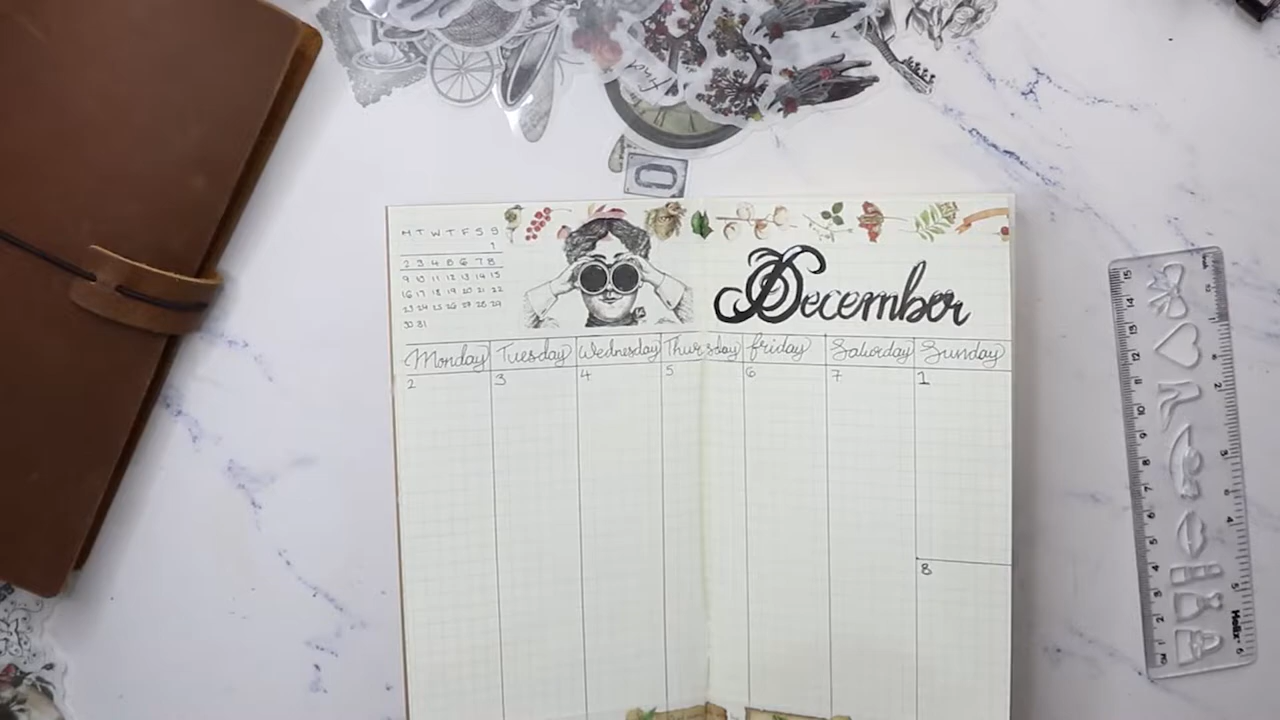 0
M T W T F S S
1
2 3 4 5 6 7 8
9 10 11 12 13 14 15
16 17 18 19 20 21 22
23 24 25 26 27 28 29
30 31
December
Monday Tuesday Wednesday Thursday friday Saturday Sunday
2 3 4 5 6 7 1
8
Helix